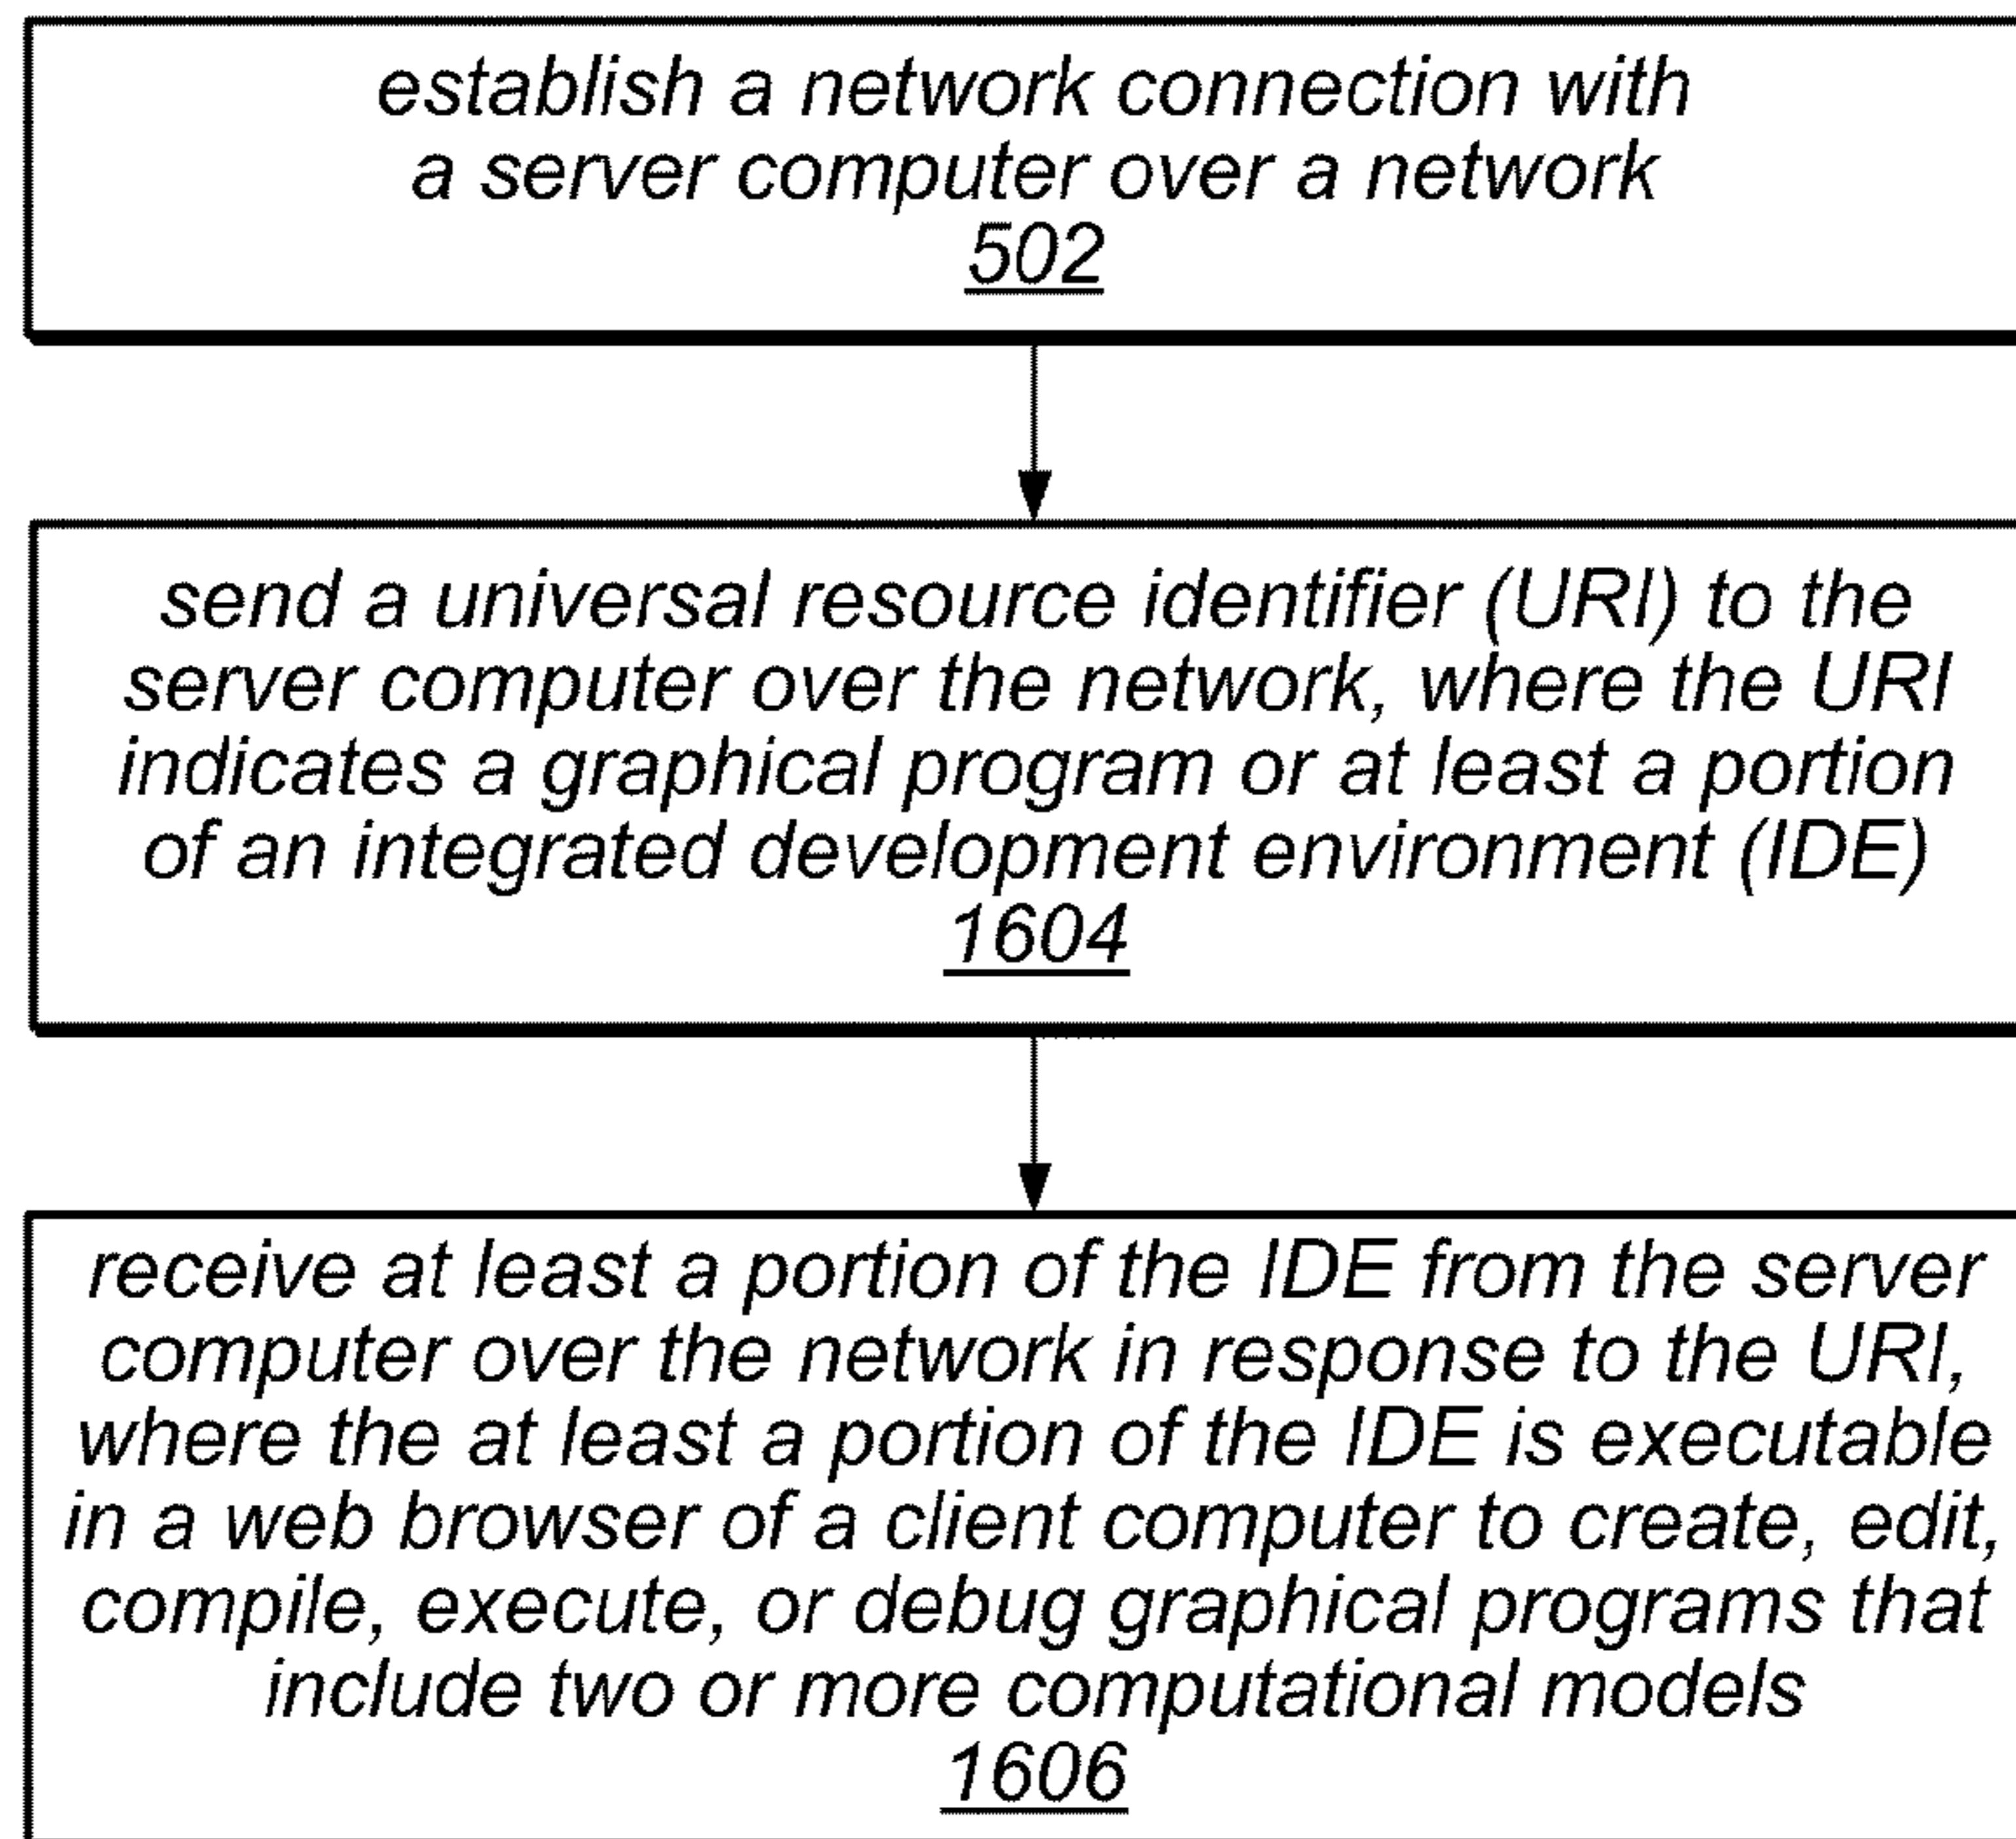 establish a network connection with
a server computer over a network
502
send a universal resource identifier (URI) to the
server computer over the network, where the URI
indicates a graphical program or at least a portion
of an integrated development environment (IDE)
1604
receive at least a portion of the IDE from the server
computer over the network in response to the URI,
where the at least a portion of the IDE is executable
in a web browser of a client computer to create, edit,
compile, execute, or debug graphical programs that
include two or more computational models
1606